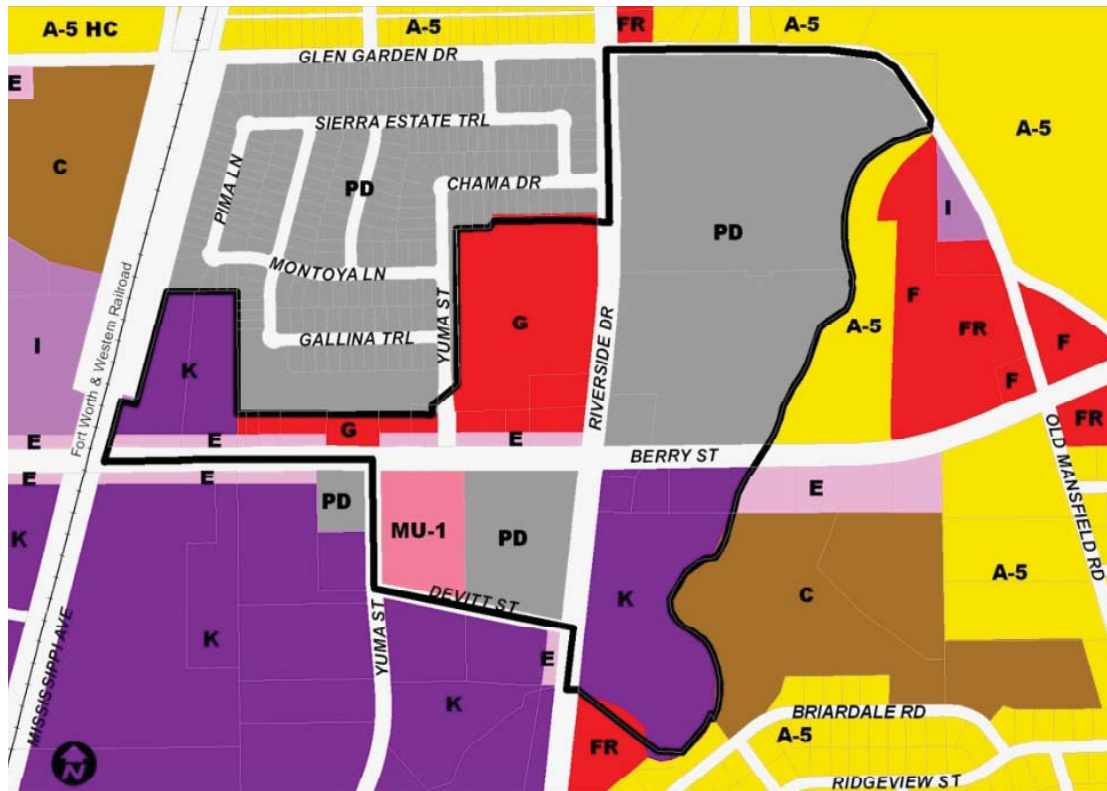 A-5 HC
A-5
FR
A-5
GLEN GARDEN DR
E
SIERRA ESTATE TRL
A-5
C
PD
CHAMA DR
PIMA LN
I
PD
MONTOYA LN
Fort Worth & Western Railroad
YUMA ST
RIVERSIDE DR
F
G
A-5
FR
F
I
GALLINA TRL
K
F
FR
G
E
E
E
BERRY ST
OLD MANSFIELD RD
E
E
E
PD
MU-1
PD
K
A-5
DEVITT ST
K
C
K
YUMA ST
E
MISSISSIPPI AVE
K
BRIARDALE RD
FR
A-5
N
RIDGEVIEW ST